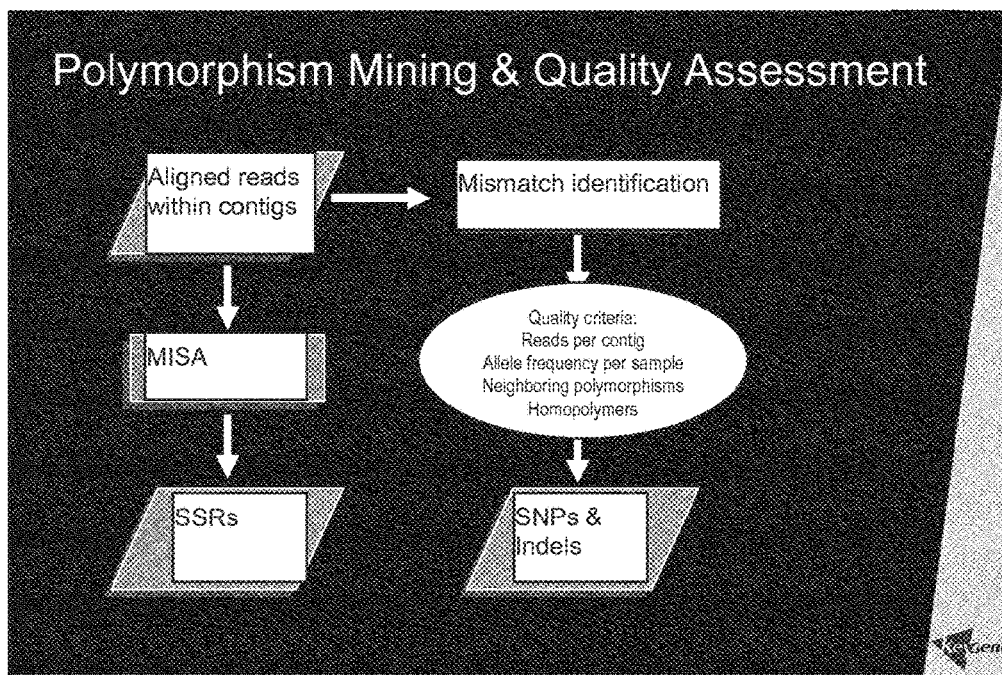 Polymorphism Mining & Quality Assessment
Aligned reads
within contigs
Mismatch identification
Quality criteria:
Reads per contig
Allele frequency per sample
Neighboring polymorphisms
Homopolymers
MISA
SSRs
SNPs &
Indels